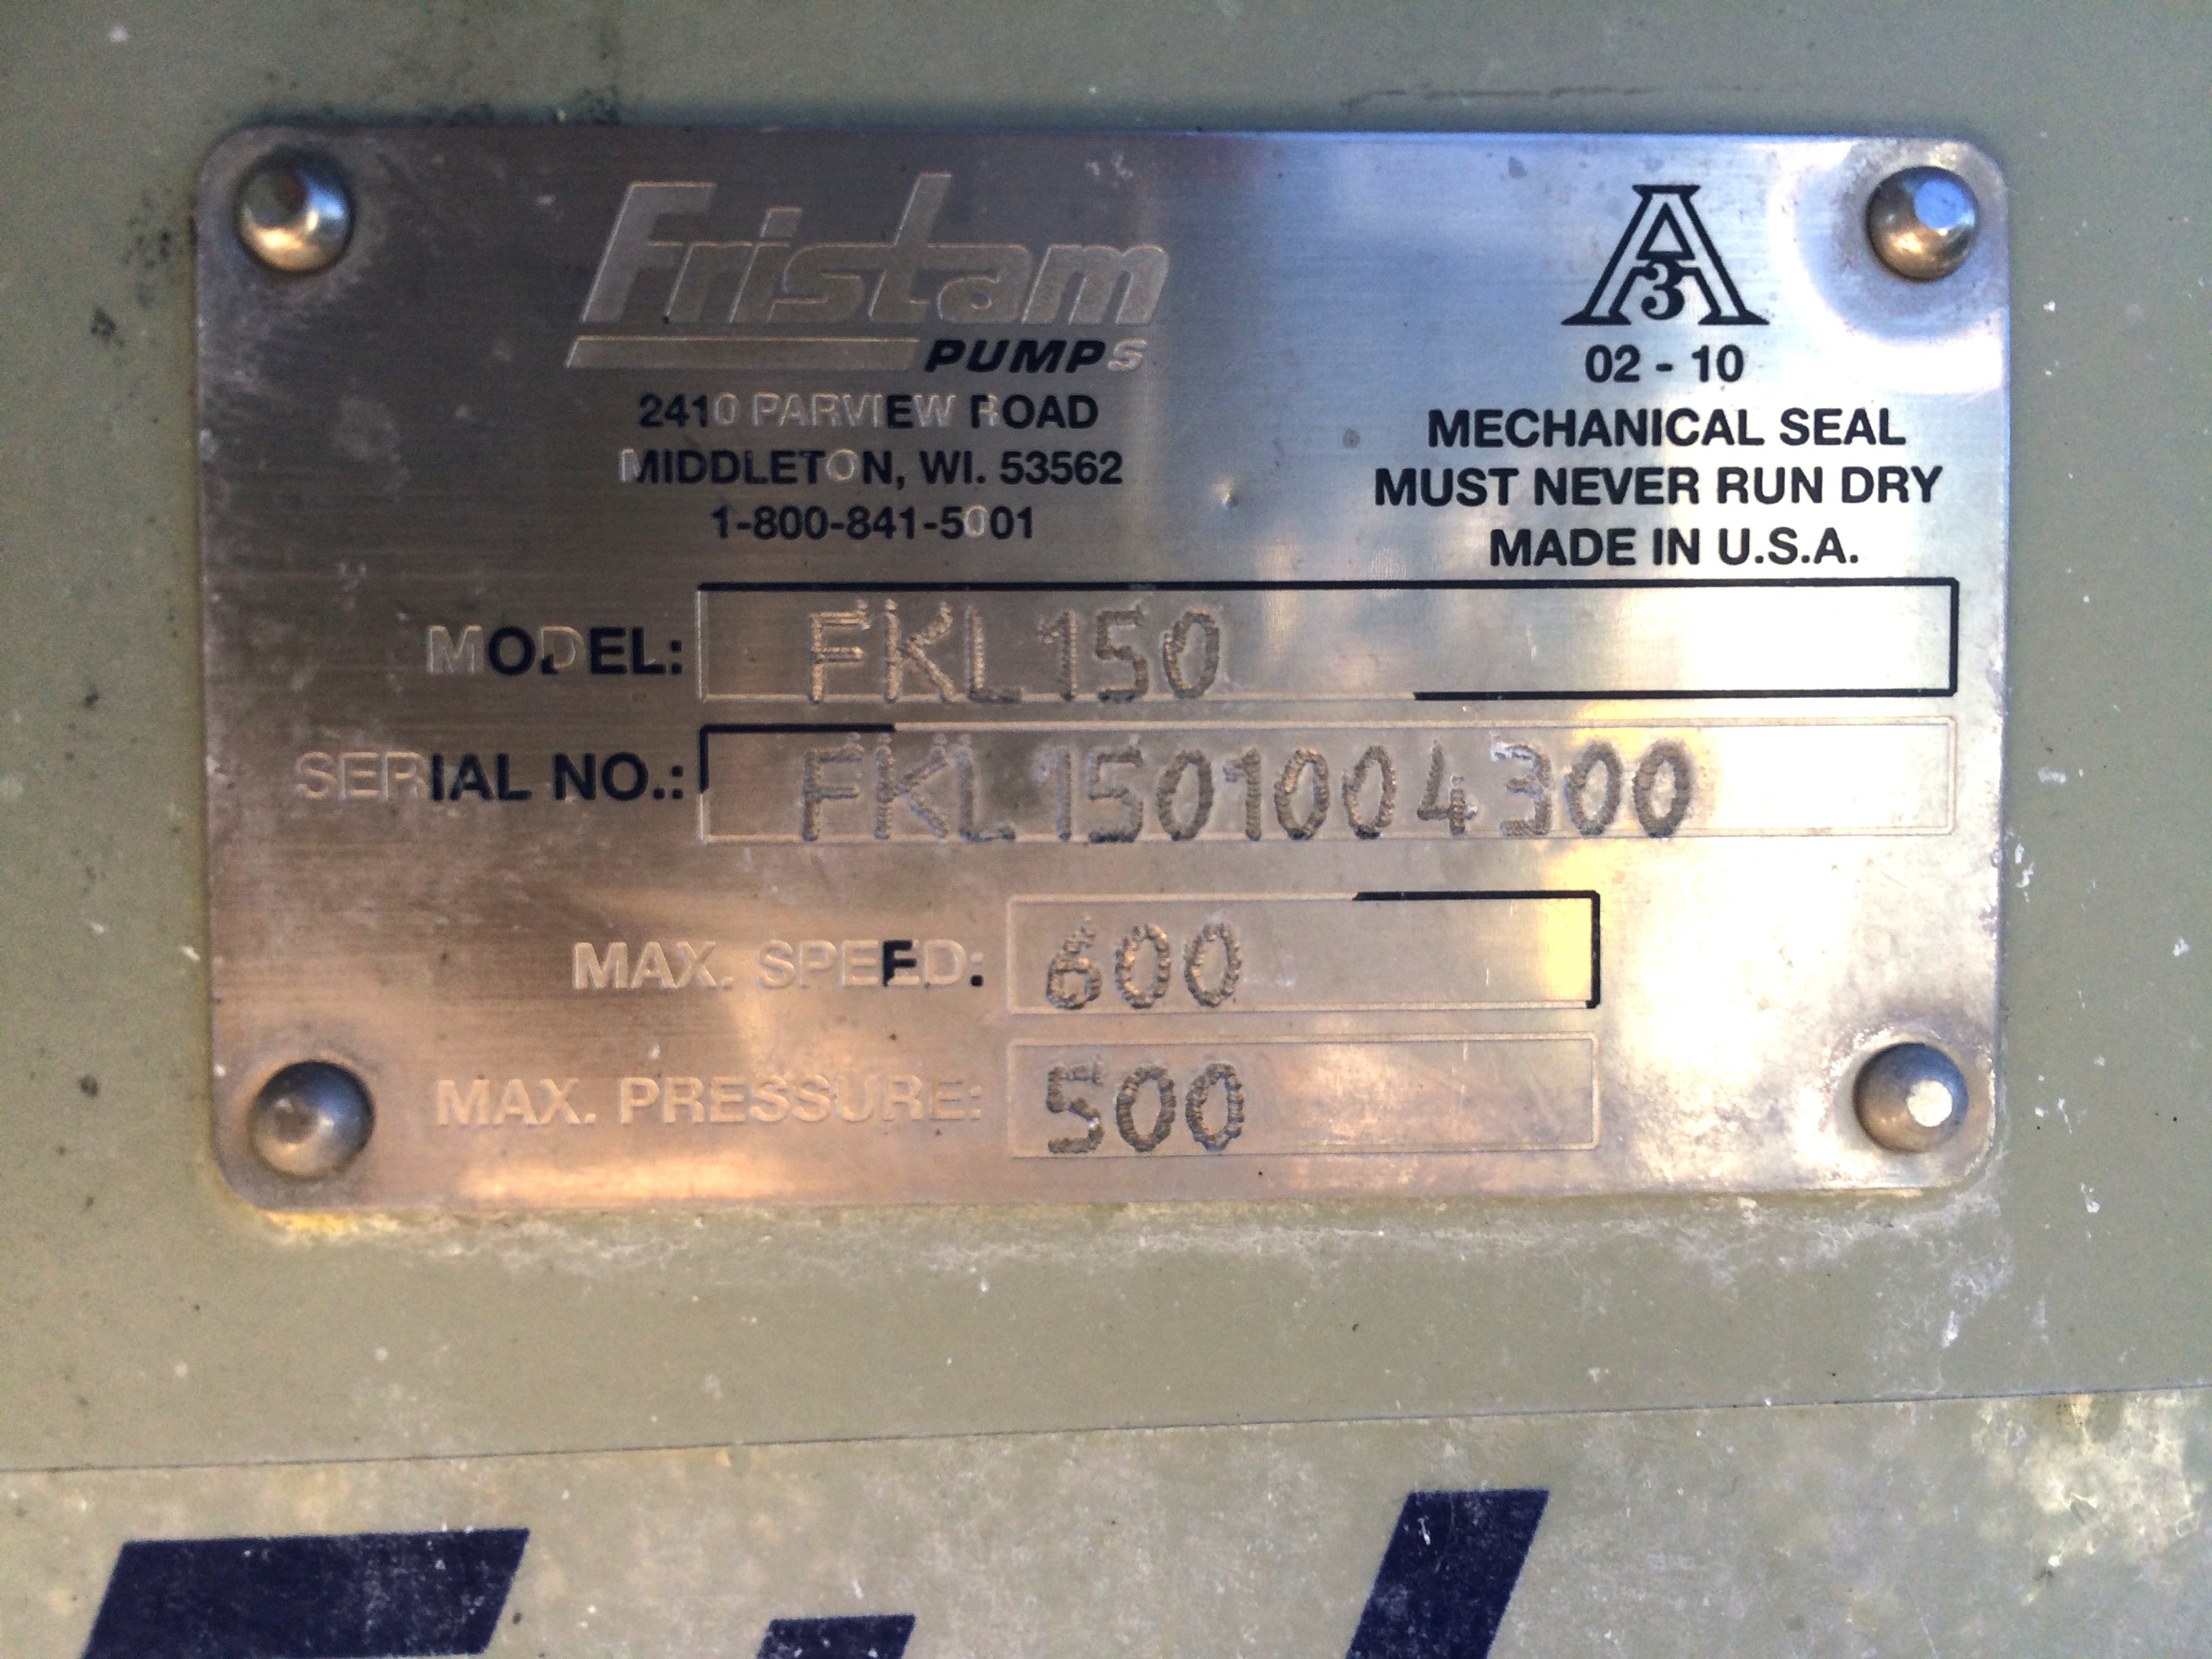 Fristam
PUMPS
2410 PARVIEW ROAD
MIDDLETON, WI. 53562
1-800-841-5001
A
3
02 - 10
MECHANICAL SEAL
MUST NEVER RUN DRY
MADE IN U.S.A.
MODEL: FKL150
SERIAL NO.: FKL1501004300
MAX. SPEED: 600
MAX. PRESSURE: 500